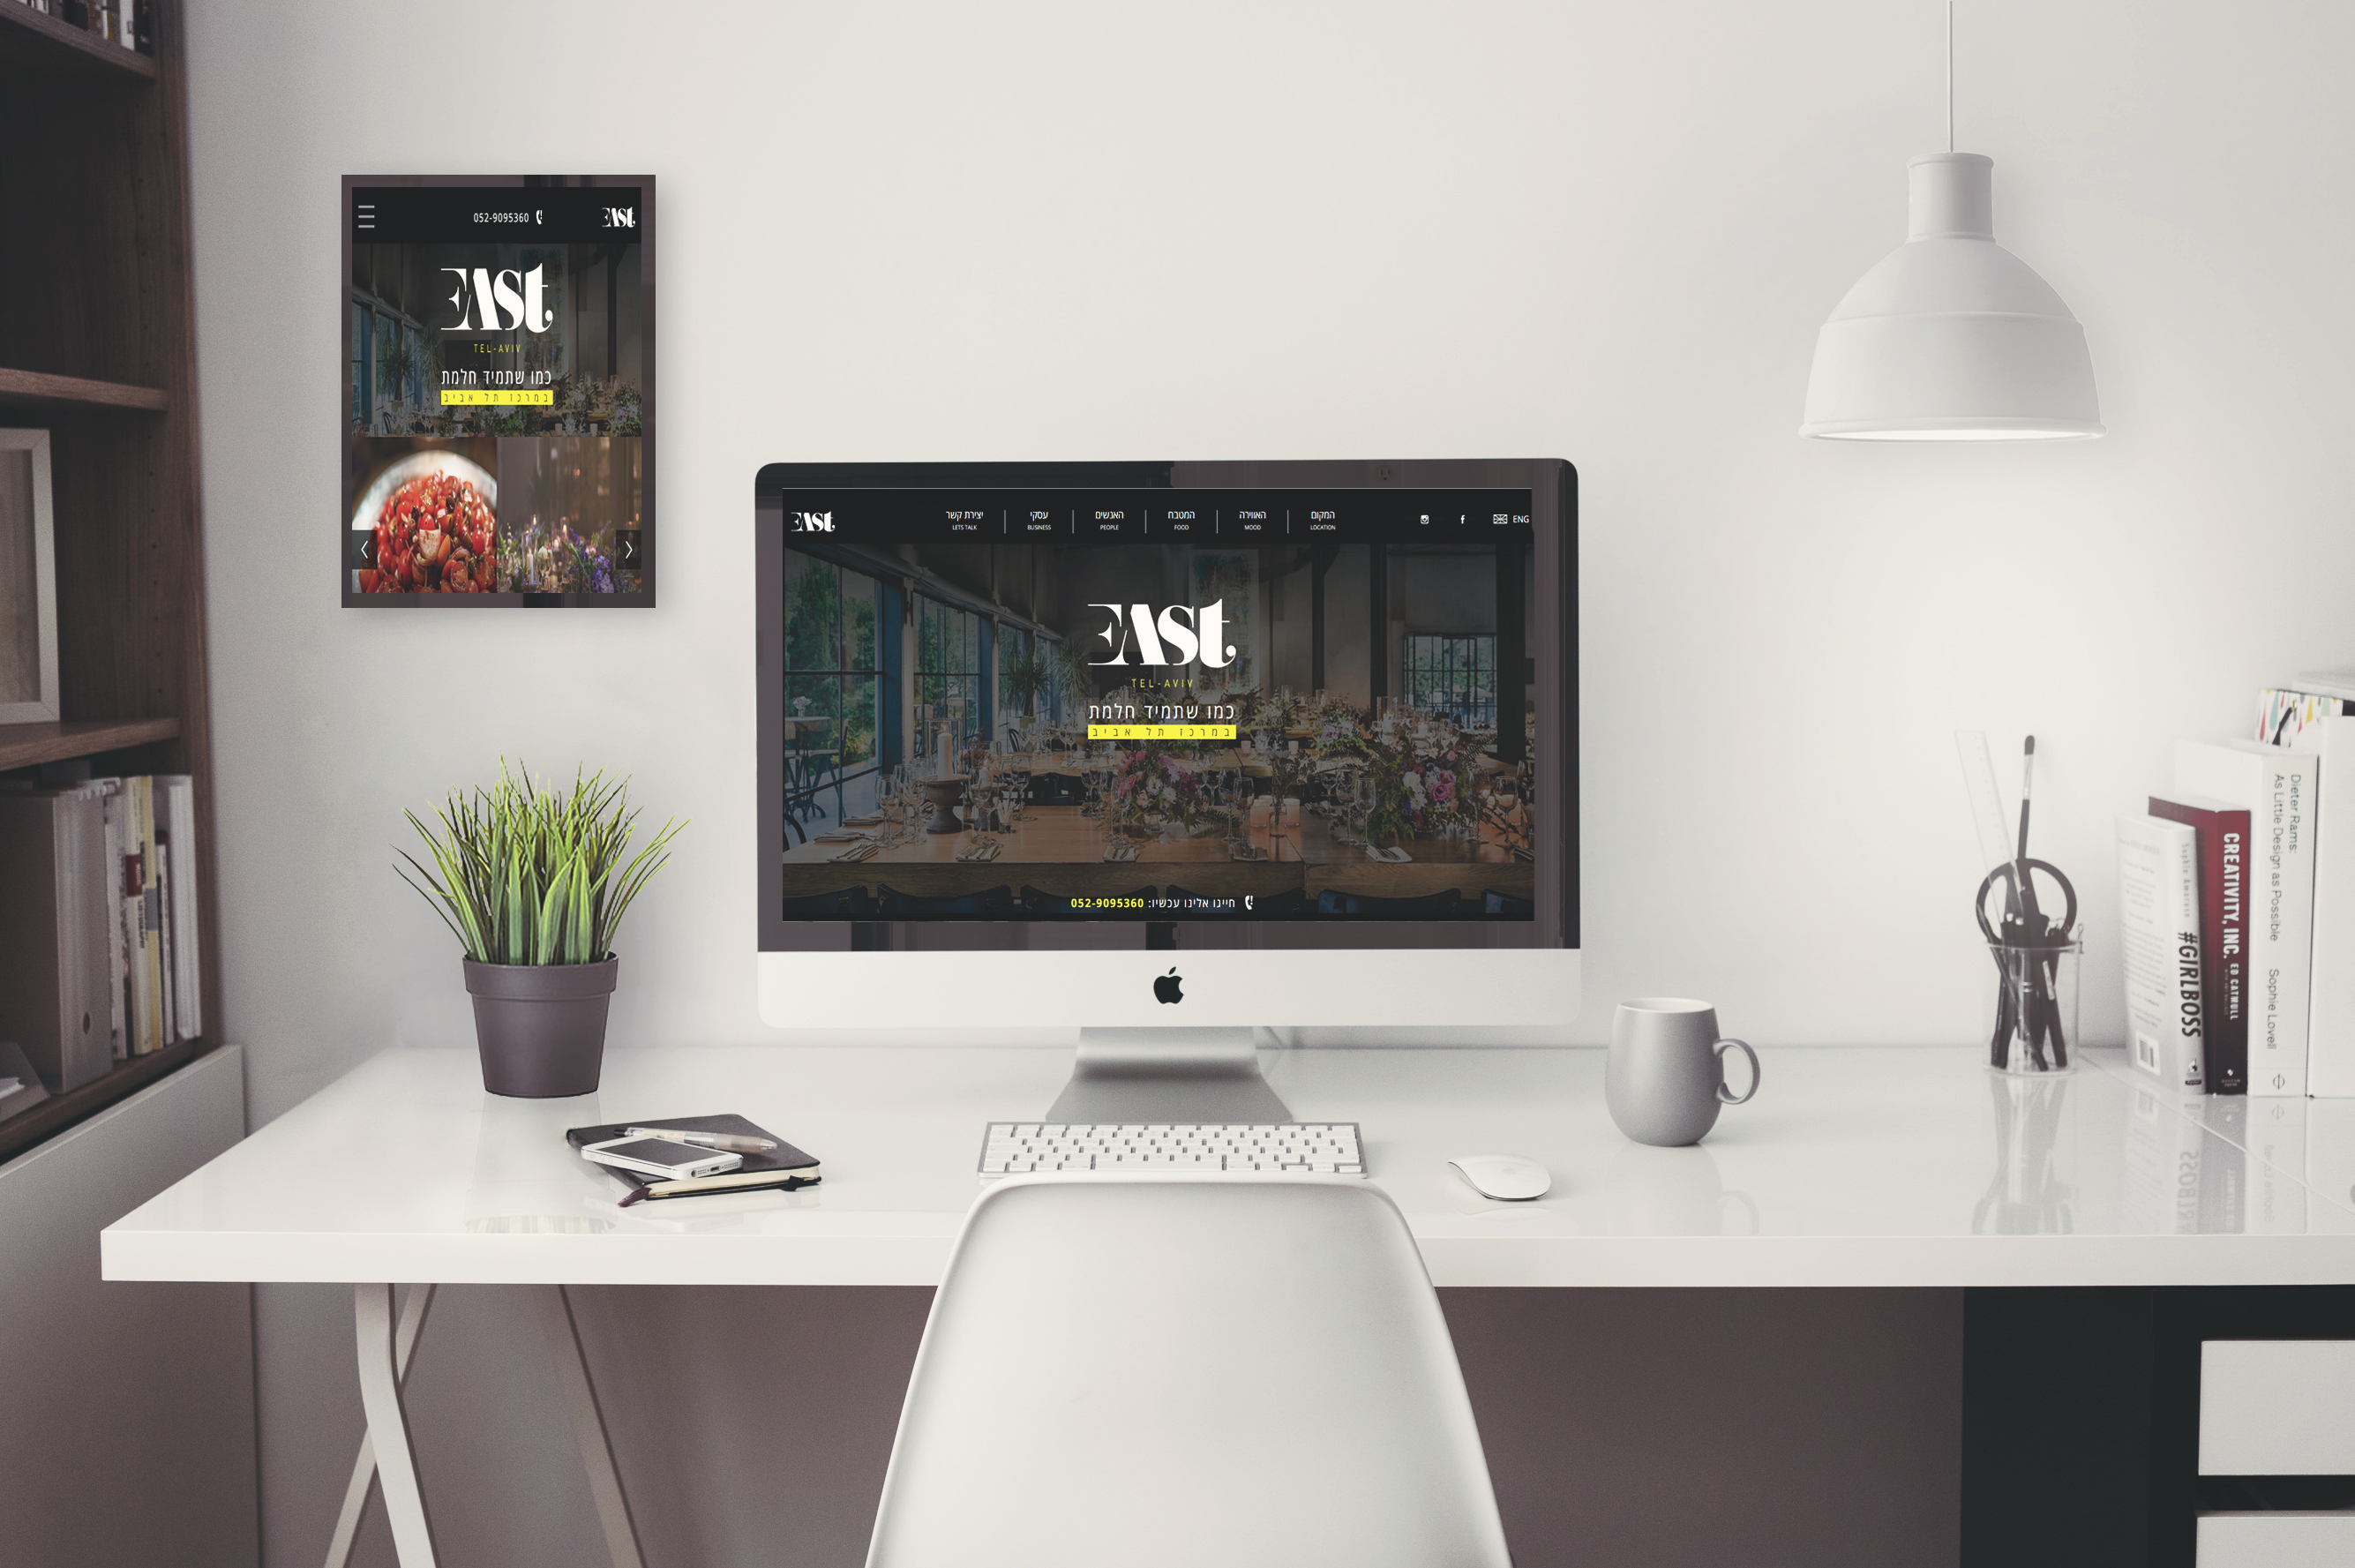 052-9095360
EAST
EAST
TEL-AVIV
כמו שתמיד חלמת
במרכז תל אביב
EAST
יצירת קשר
LETS TALK
עסקי
BUSINESS
האנשים
PEOPLE
המטבח
FOOD
האווירה
MOOD
המקום
LOCATION
f
ENG
EAST
TEL-AVIV
כמו שתמיד חלמת
במרכז תל אביב
חייגו אלינו עכשיו: 052-9095360
Sophia Amoruso
#GIRLBOSS
CREATIVITY, INC. ED CATMULL
Dieter Rams:
As Little Design as Possible Sophie Lovell